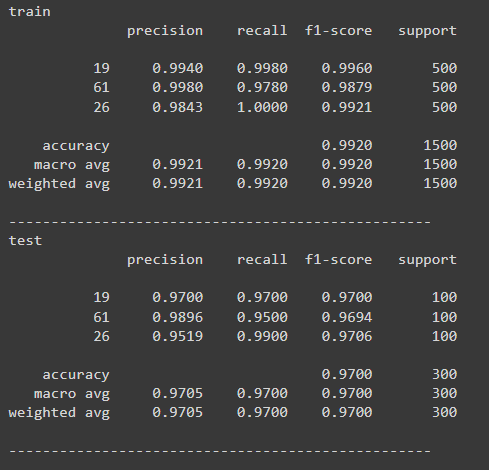 train
precision recall f1-score support
19 0.9940 0.9980 0.9960 500
61 0.9980 0.9780 0.9879 500
26 0.9843 1.0000 0.9921 500
accuracy 0.9920 1500
macro avg 0.9921 0.9920 0.9920 1500
weighted avg 0.9921 0.9920 0.9920 1500
--------------------------------------------------
test
precision recall f1-score support
19 0.9700 0.9700 0.9700 100
61 0.9896 0.9500 0.9694 100
26 0.9519 0.9900 0.9706 100
accuracy 0.9700 300
macro avg 0.9705 0.9700 0.9700 300
weighted avg 0.9705 0.9700 0.9700 300
--------------------------------------------------